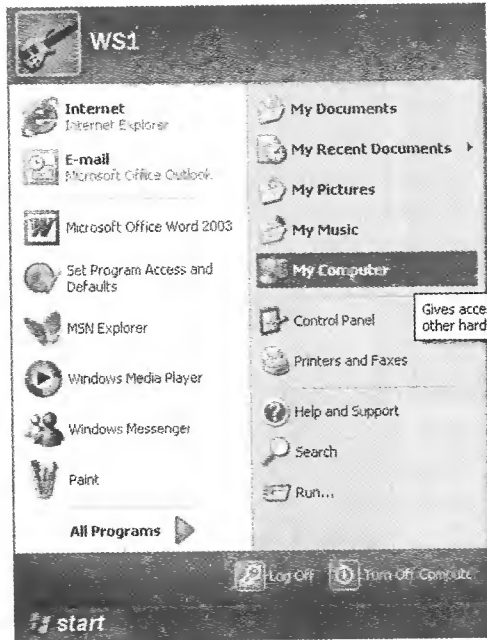 WS1
Internet
Internet Explorer
E-mail
Microsoft Office Outlook
Microsoft Office Word 2003
Set Program Access and
Defaults
MSN Explorer
Windows Media Player
Windows Messenger
Paint
All Programs
My Documents
My Recent Documents
My Pictures
My Music
My Computer
Gives acce
other hard
Control Panel
Printers and Faxes
Help and Support
Search
Run...
Log Off
Turn Off Compute
start